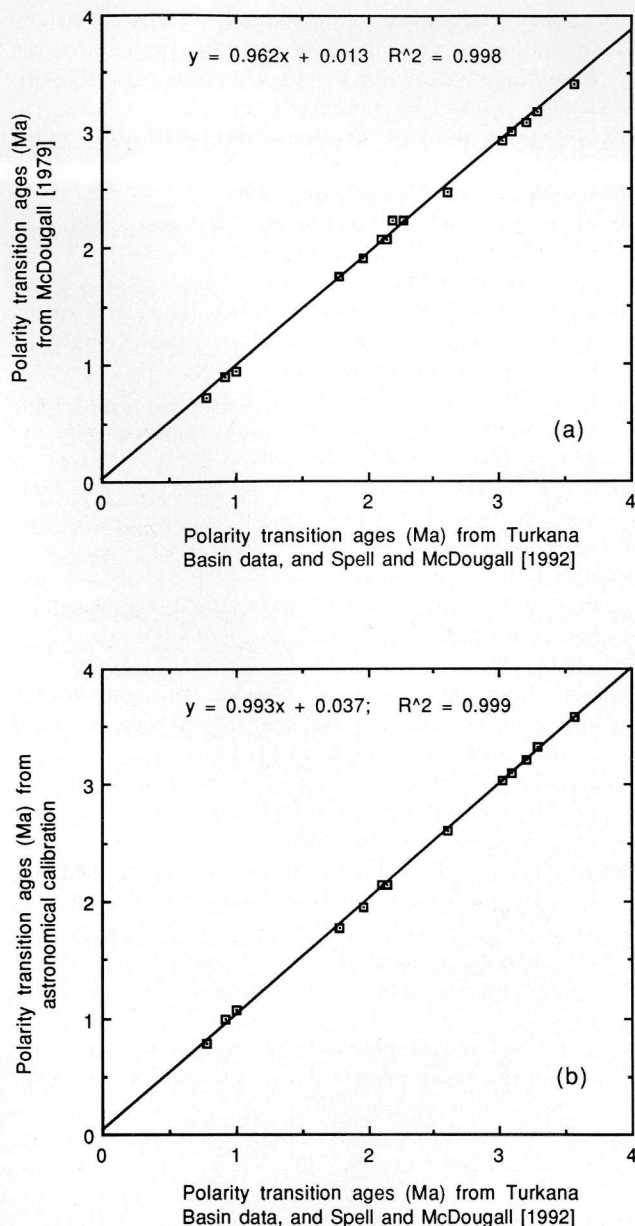 4
y = 0.962x + 0.013 R^2 = 0.998
3
2
1
0
0 1 2 3 4
(a)
Polarity transition ages (Ma)
from McDougall [1979]
Polarity transition ages (Ma) from Turkana
Basin data, and Spell and McDougall [1992]
4
y = 0.993x + 0.037; R^2 = 0.999
3
2
1
0
0 1 2 3 4
(b)
Polarity transition ages (Ma) from
astronomical calibration
Polarity transition ages (Ma) from Turkana
Basin data, and Spell and McDougall [1992]